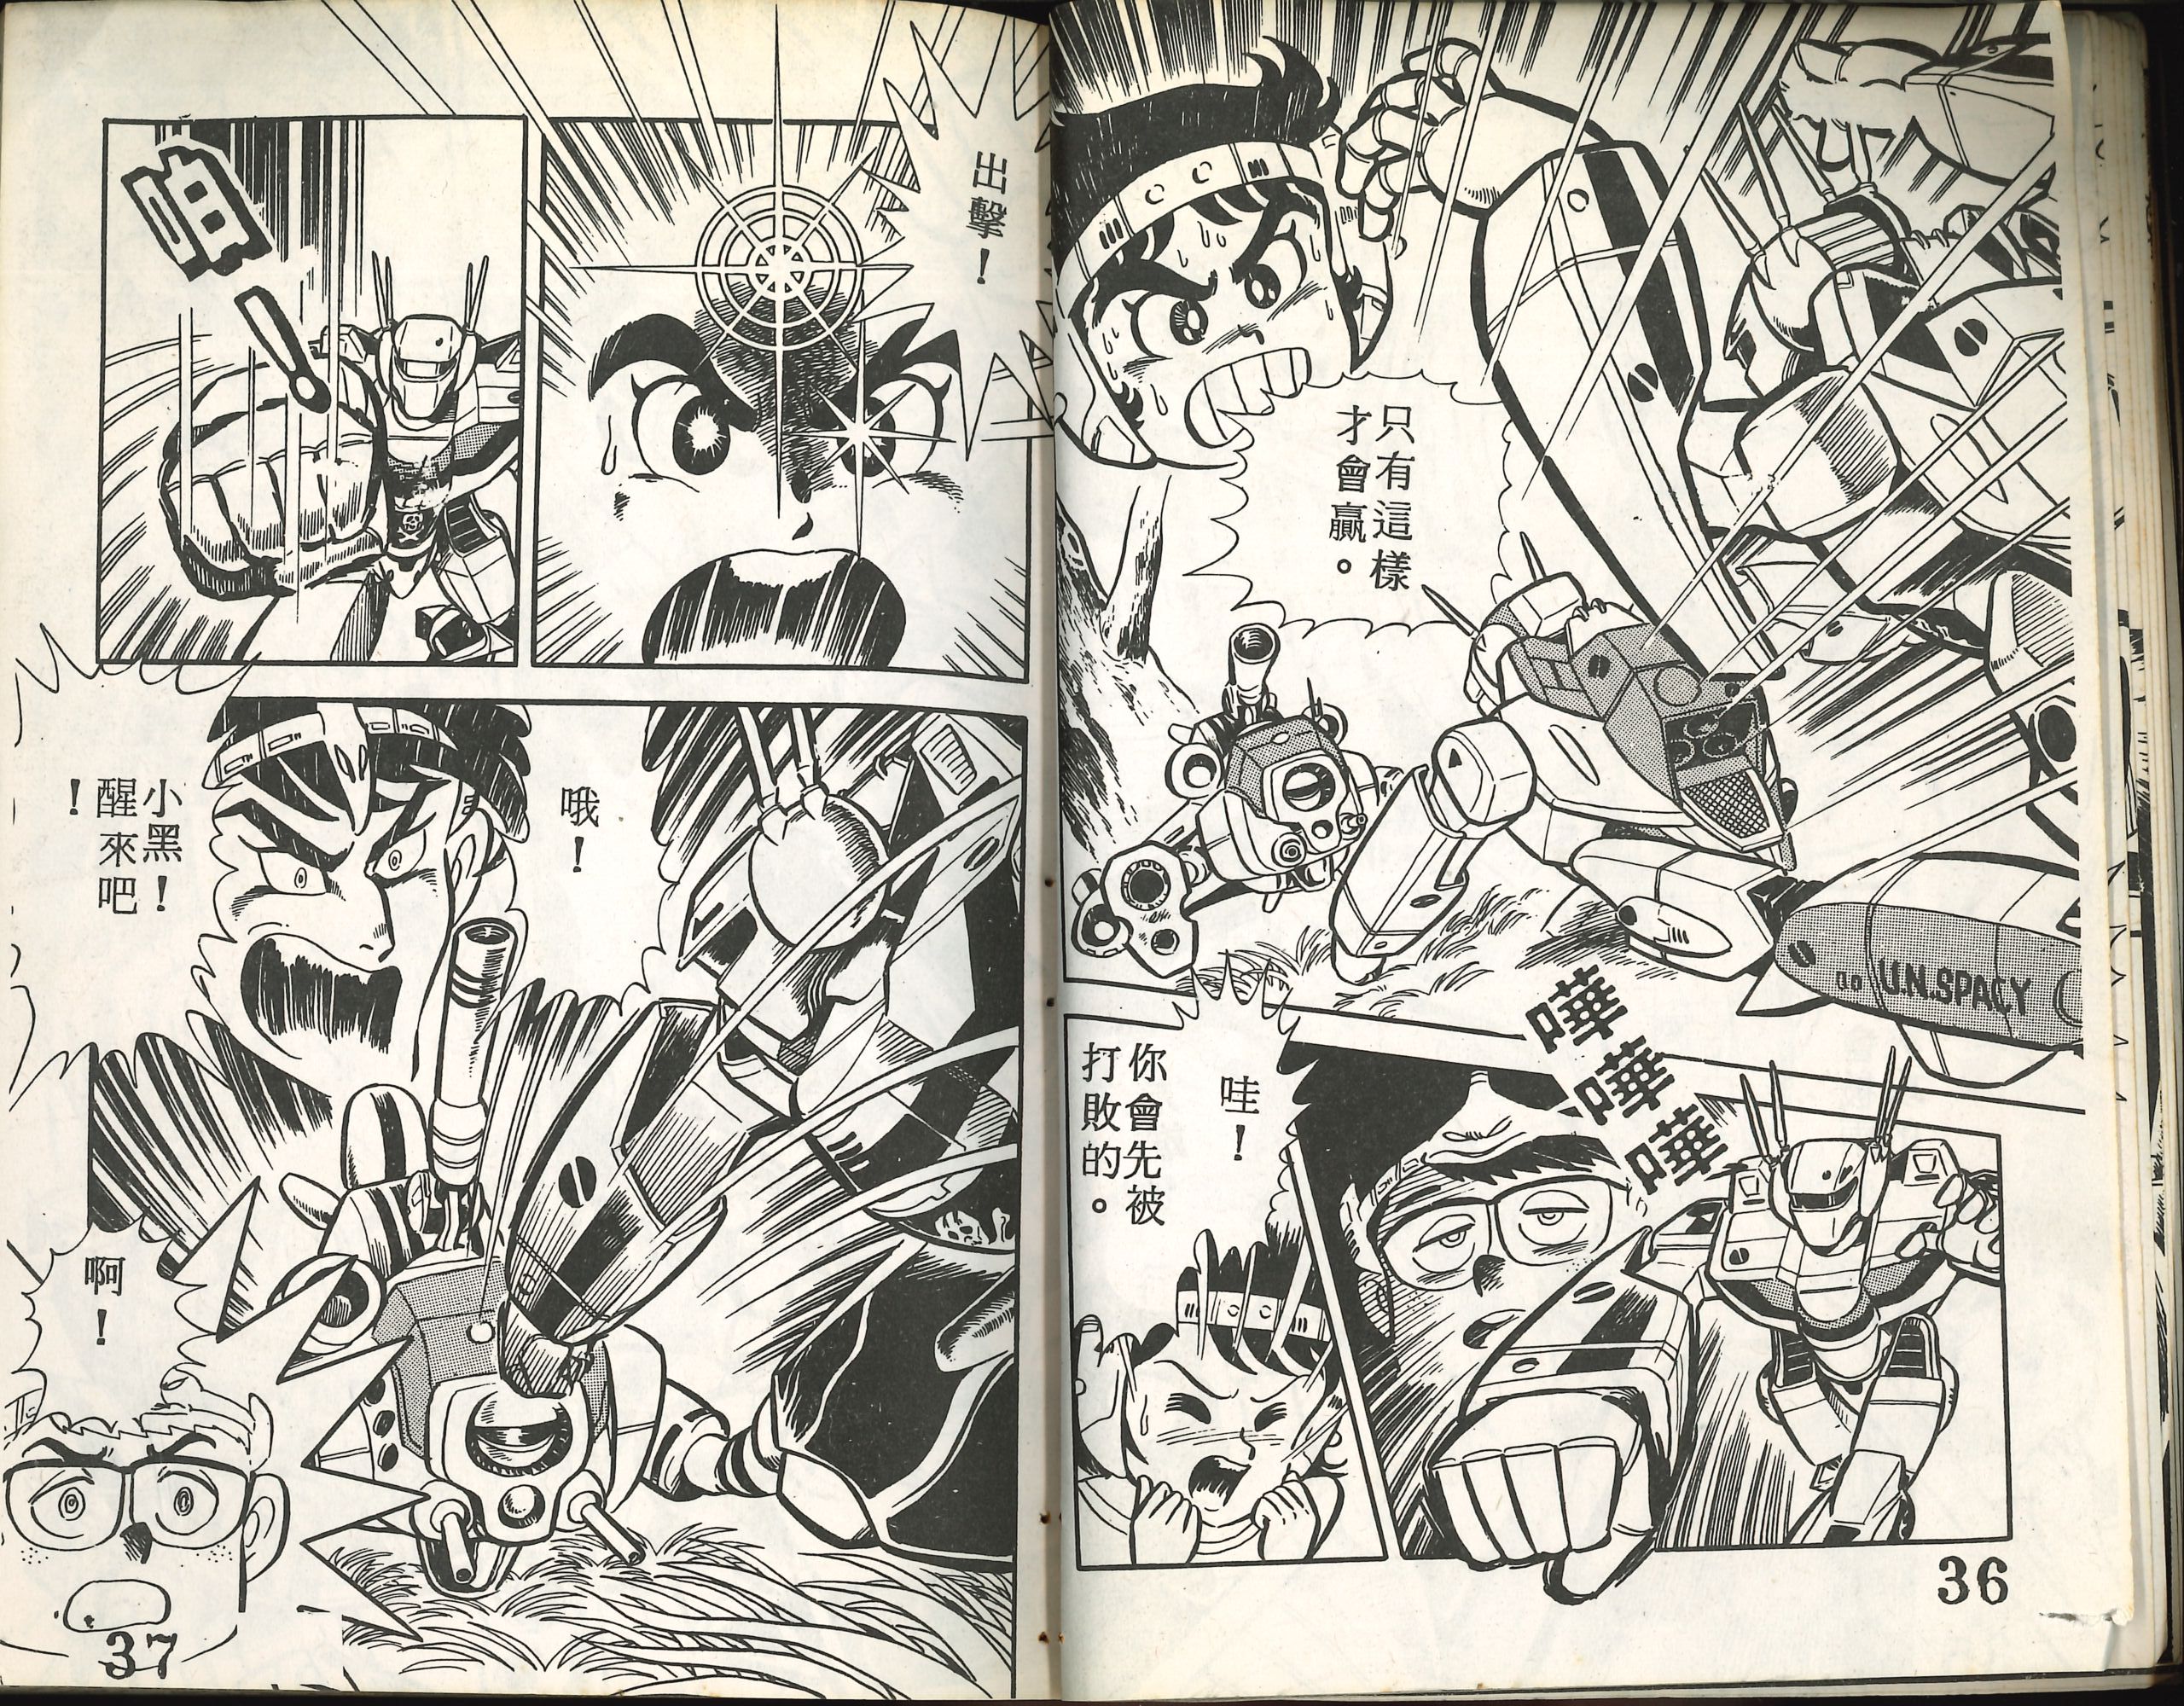 只有這樣
才會贏。
U.N.SPACY
嘩嘩嘩
哇！
你會先被
打敗的。
36
出擊！
咱！
哦！
小黑！
醒來吧
！
啊！
37